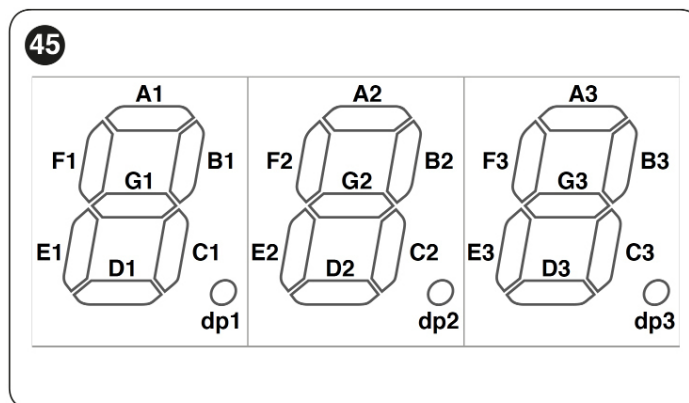 45
A1 A2 A3
F1 B1 F2 B2 F3 B3
G1 G2 G3
E1 C1 E2 C2 E3 C3
D1 D2 D3
dp1 dp2 dp3